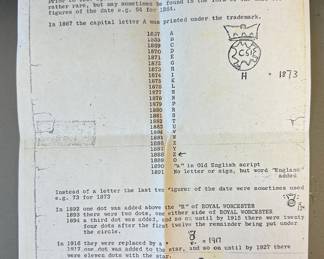 rather rare, but may sometimes be found in the form of the last two
figures of the date e.g. 54 for 1854.
In 1867 the capital letter A was printed under the trademark.
1867 A
1868 B
1869 C
1870 D
1871 E
1872 G
1873 H
1874 I
1875 K
1876 L
1877 M
1878 N
1879 P
1880 R
1881 S
1882 T
1883 U
1884 V
1885 W
1886 X
1887 Y
1888 Z
1889 O
1890 "a" in Old English script
1891 No letter or sign, but word "England"
added
H = 1873
Instead of a letter the last two figures of the date were sometimes used
e.g. 73 for 1873
In 1892 one dot was added above the "R" of ROYAL WORCESTER
1893 there were two dots, one either side of ROYAL WORCESTER
1894 a third dot was added, and so on until by 1915 there were twenty
four dots after the first twelve the remainder being put under
the circle.
In 1916 they were replaced by a
= 1917
1917 one dot was added to the star, and so on until by 1927 there
were eleven dots with the star.